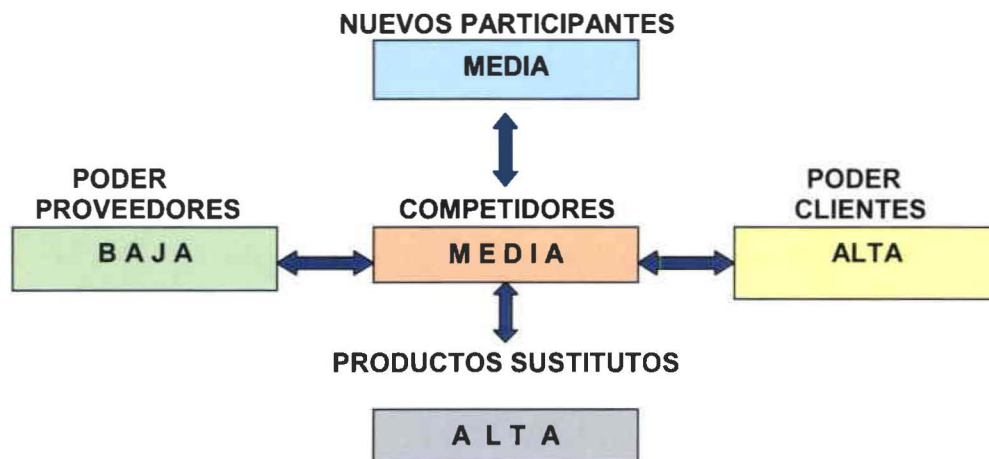 NUEVOS PARTICIPANTES
MEDIA
PODER
PROVEEDORES
B A J A
COMPETIDORES
M E D I A
PODER
CLIENTES
ALTA
PRODUCTOS SUSTITUTOS
A L T A